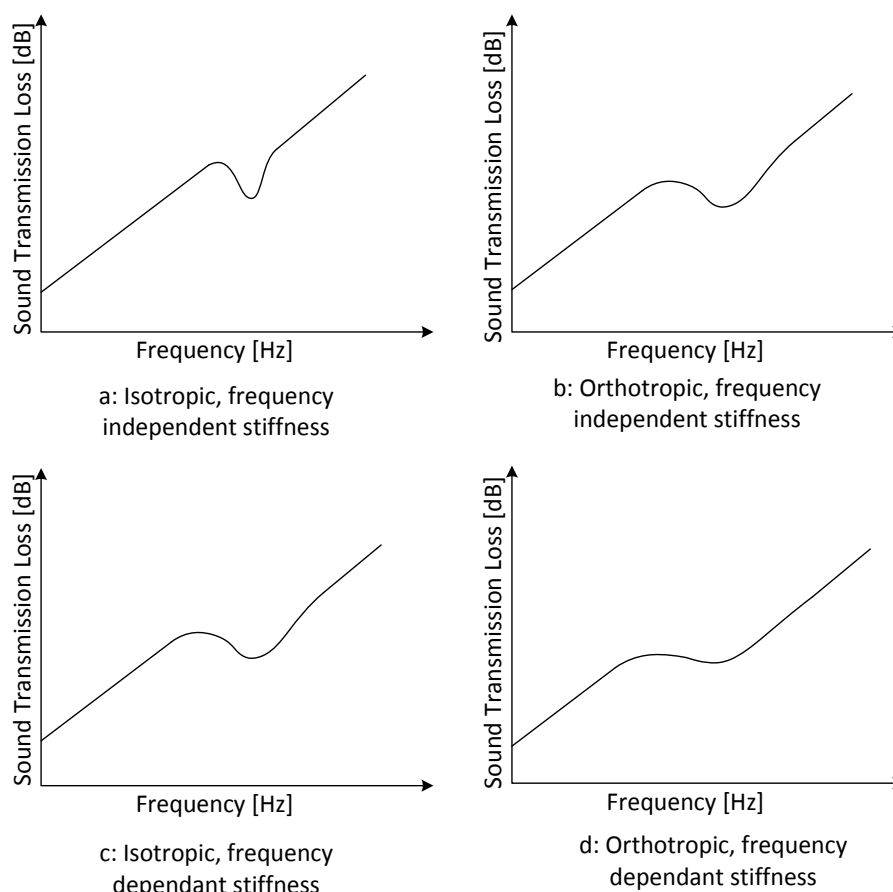 Sound Transmission Loss [dB]
Frequency [Hz]
a: Isotropic, frequency
independent stiffness
Sound Transmission Loss [dB]
Frequency [Hz]
b: Orthotropic, frequency
independent stiffness
Sound Transmission Loss [dB]
Frequency [Hz]
c: Isotropic, frequency
dependant stiffness
Sound Transmission Loss [dB]
Frequency [Hz]
d: Orthotropic, frequency
dependant stiffness